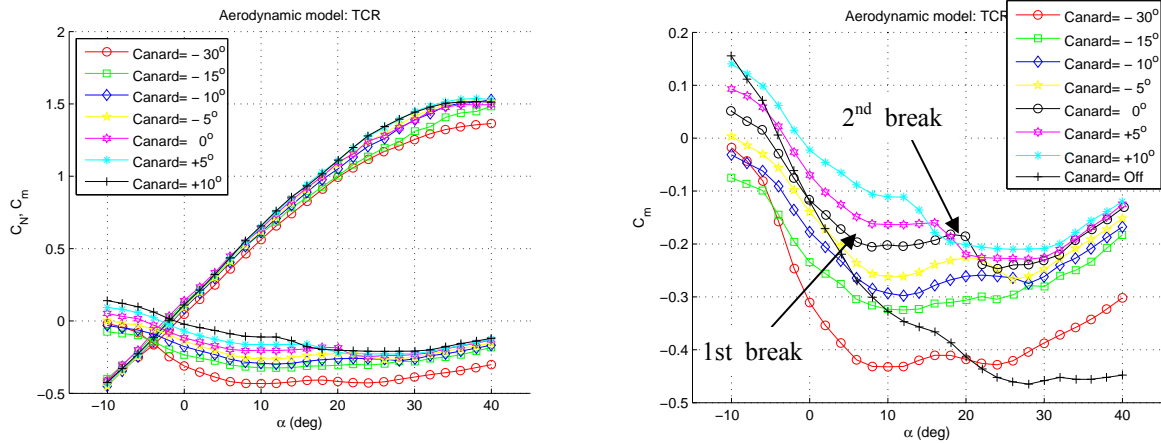 Aerodynamic model: TCR
Canard= − 30°
Canard= − 15°
Canard= − 10°
Canard= − 5°
Canard= 0°
Canard= +5°
Canard= +10°
2
1.5
1
0.5
0
−0.5
−10
0
10
20
30
40
C_N, C_m
α (deg)
Aerodynamic model: TCR
Canard= − 30°
Canard= − 15°
Canard= − 10°
Canard= − 5°
Canard= 0°
Canard= +5°
Canard= +10°
Canard= Off
2nd break
1st break
0.2
0.1
0
−0.1
−0.2
−0.3
−0.4
−0.5
−10
0
10
20
30
40
C_m
α (deg)